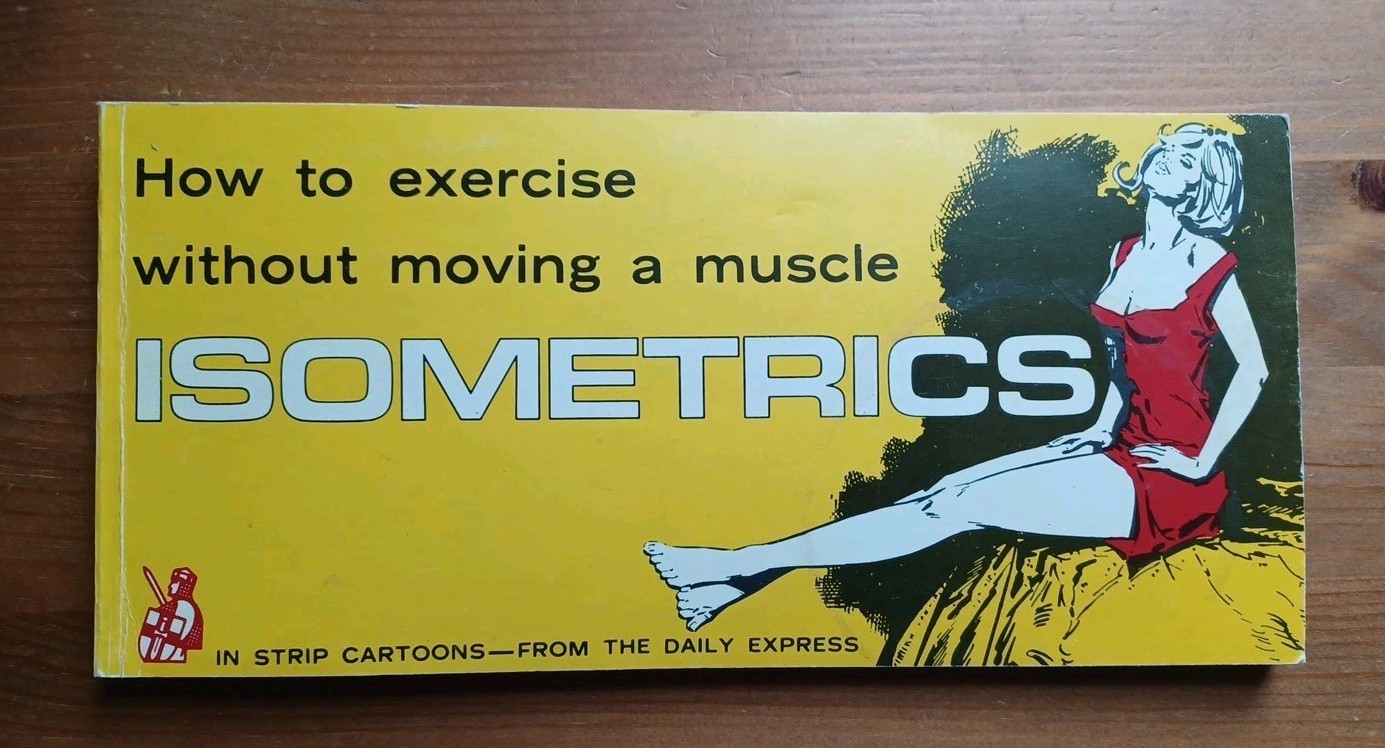 How to exercise
without moving a muscle
ISOMETRICS
IN STRIP CARTOONS—FROM THE DAILY EXPRESS